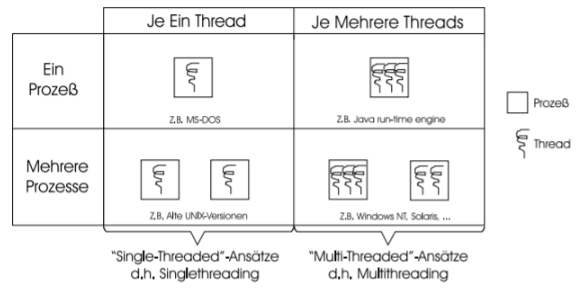 Je Ein Thread
Je Mehrere Threads
Ein
Prozeß
Z.B. MS-DOS
Z.B. Java run-time engine
Prozeß
Thread
Mehrere
Prozesse
Z.B. Alte UNIX-Versionen
Z.B. Windows NT, Solaris, ...
"Single-Threaded"-Ansätze
d.h. Singlethreading
"Multi-Threaded"-Ansätze
d.h. Multithreading